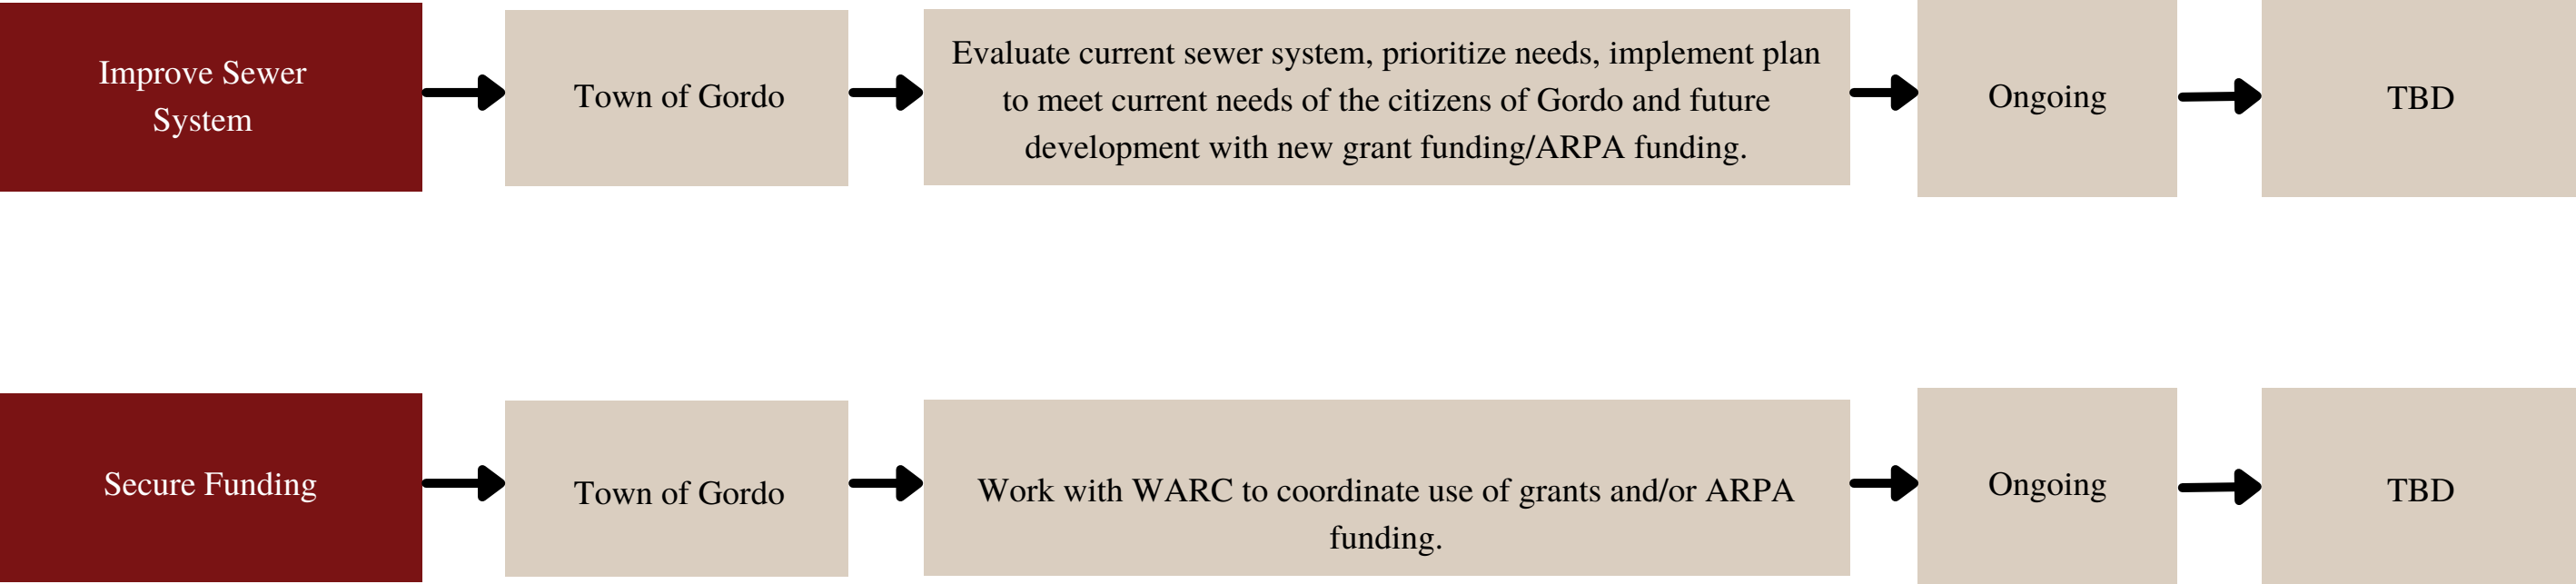 Improve Sewer
System
Town of Gordo
Evaluate current sewer system, prioritize needs, implement plan
to meet current needs of the citizens of Gordo and future
development with new grant funding/ARPA funding.
Ongoing
TBD
Secure Funding
Town of Gordo
Work with WARC to coordinate use of grants and/or ARPA
funding.
Ongoing
TBD